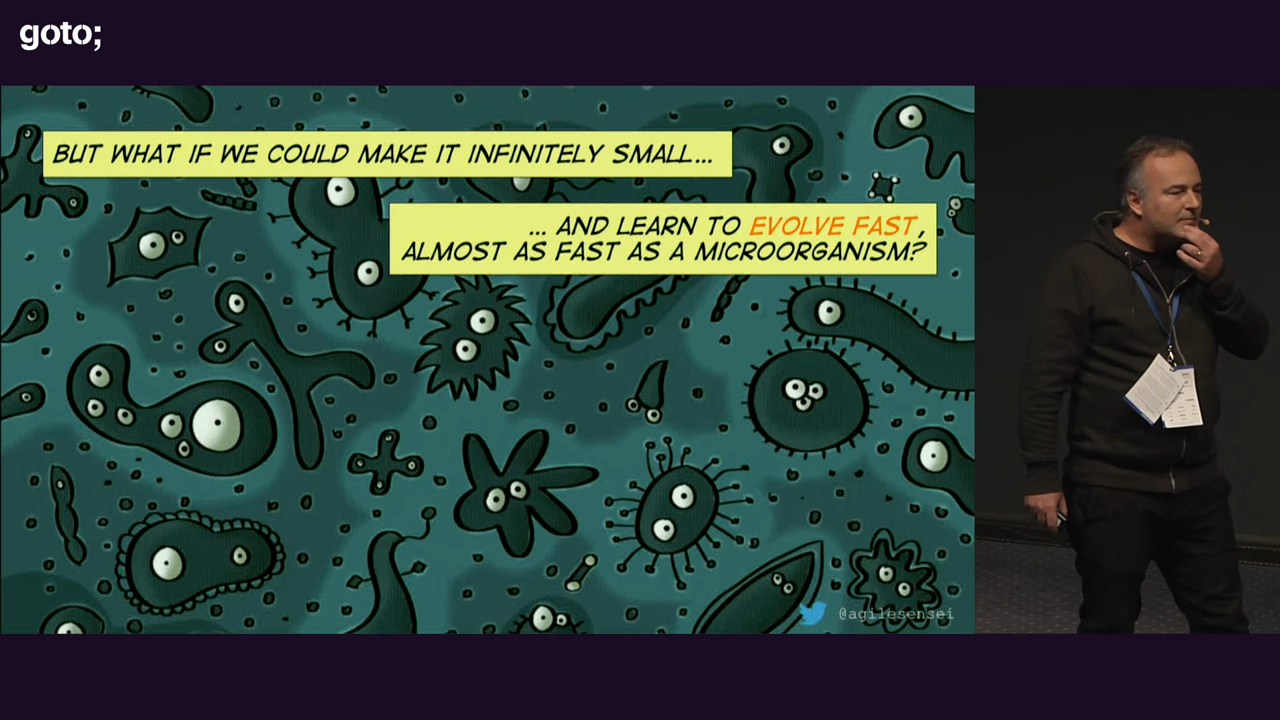 goto;
BUT WHAT IF WE COULD MAKE IT INFINITELY SMALL...
... AND LEARN TO EVOLVE FAST,
ALMOST AS FAST AS A MICROORGANISM?
@agilesensei